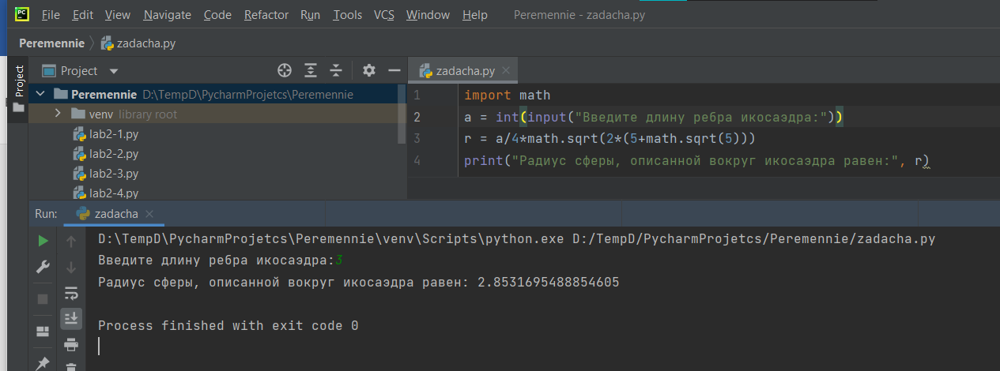 PC File Edit View Navigate Code Refactor Run Tools VCS Window Help Peremennie - zadacha.py
Peremennie zadacha.py
Project
Project
zadacha.py
Peremennie D:\TempD\PycharmProjetcs\Peremennie
venv library root
lab2-1.py
lab2-2.py
lab2-3.py
lab2-4.py
1 import math
2 a = int(input("Введите длину ребра икосаэдра:"))
3 r = a/4*math.sqrt(2*(5+math.sqrt(5)))
4 print("Радиус сферы, описанной вокруг икосаэдра равен:", r)
Run: zadacha
D:\TempD\PycharmProjetcs\Peremennie\venv\Scripts\python.exe D:/TempD/PycharmProjetcs/Peremennie/zadacha.py
Введите длину ребра икосаэдра:3
Радиус сферы, описанной вокруг икосаэдра равен: 2.8531695488854605
Process finished with exit code 0